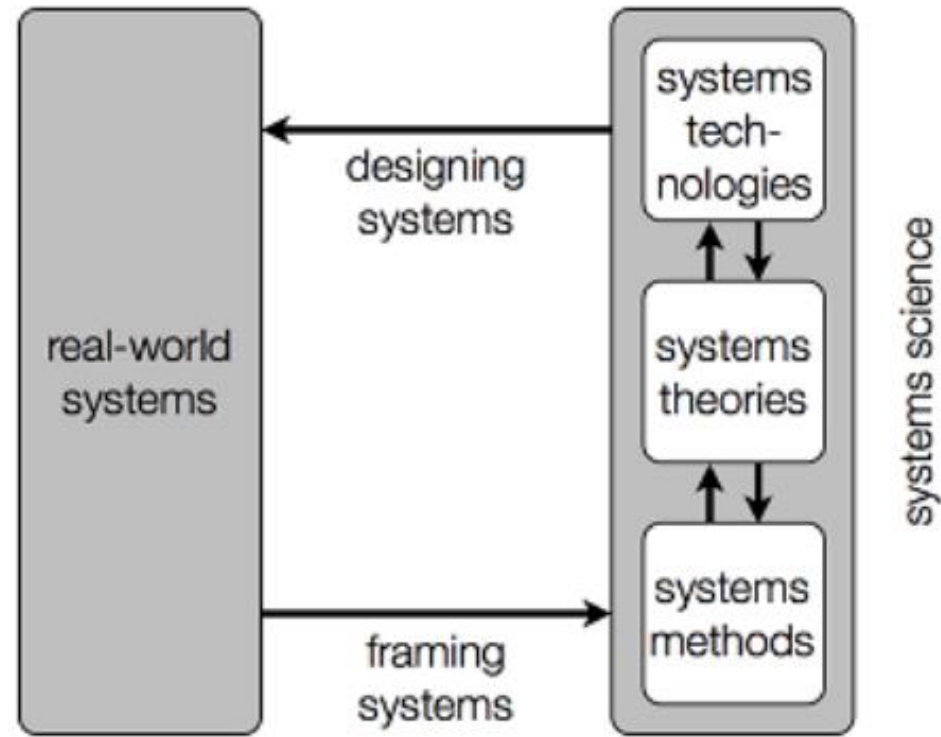 real-world
systems
designing
systems
framing
systems
systems
tech-
nologies
systems
theories
systems
methods
systems science